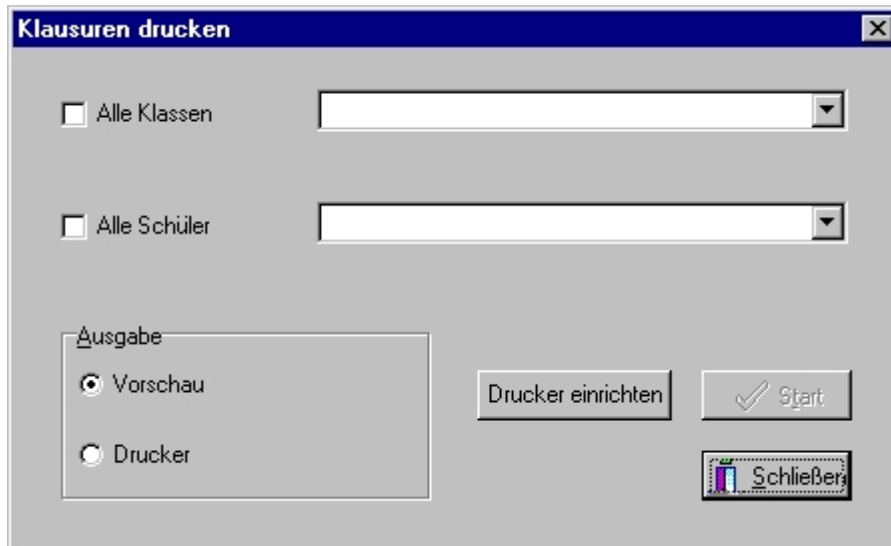 Klausuren drucken
Alle Klassen
Alle Schüler
Ausgabe
Vorschau
Drucker einrichten
Start
Drucker
Schließen